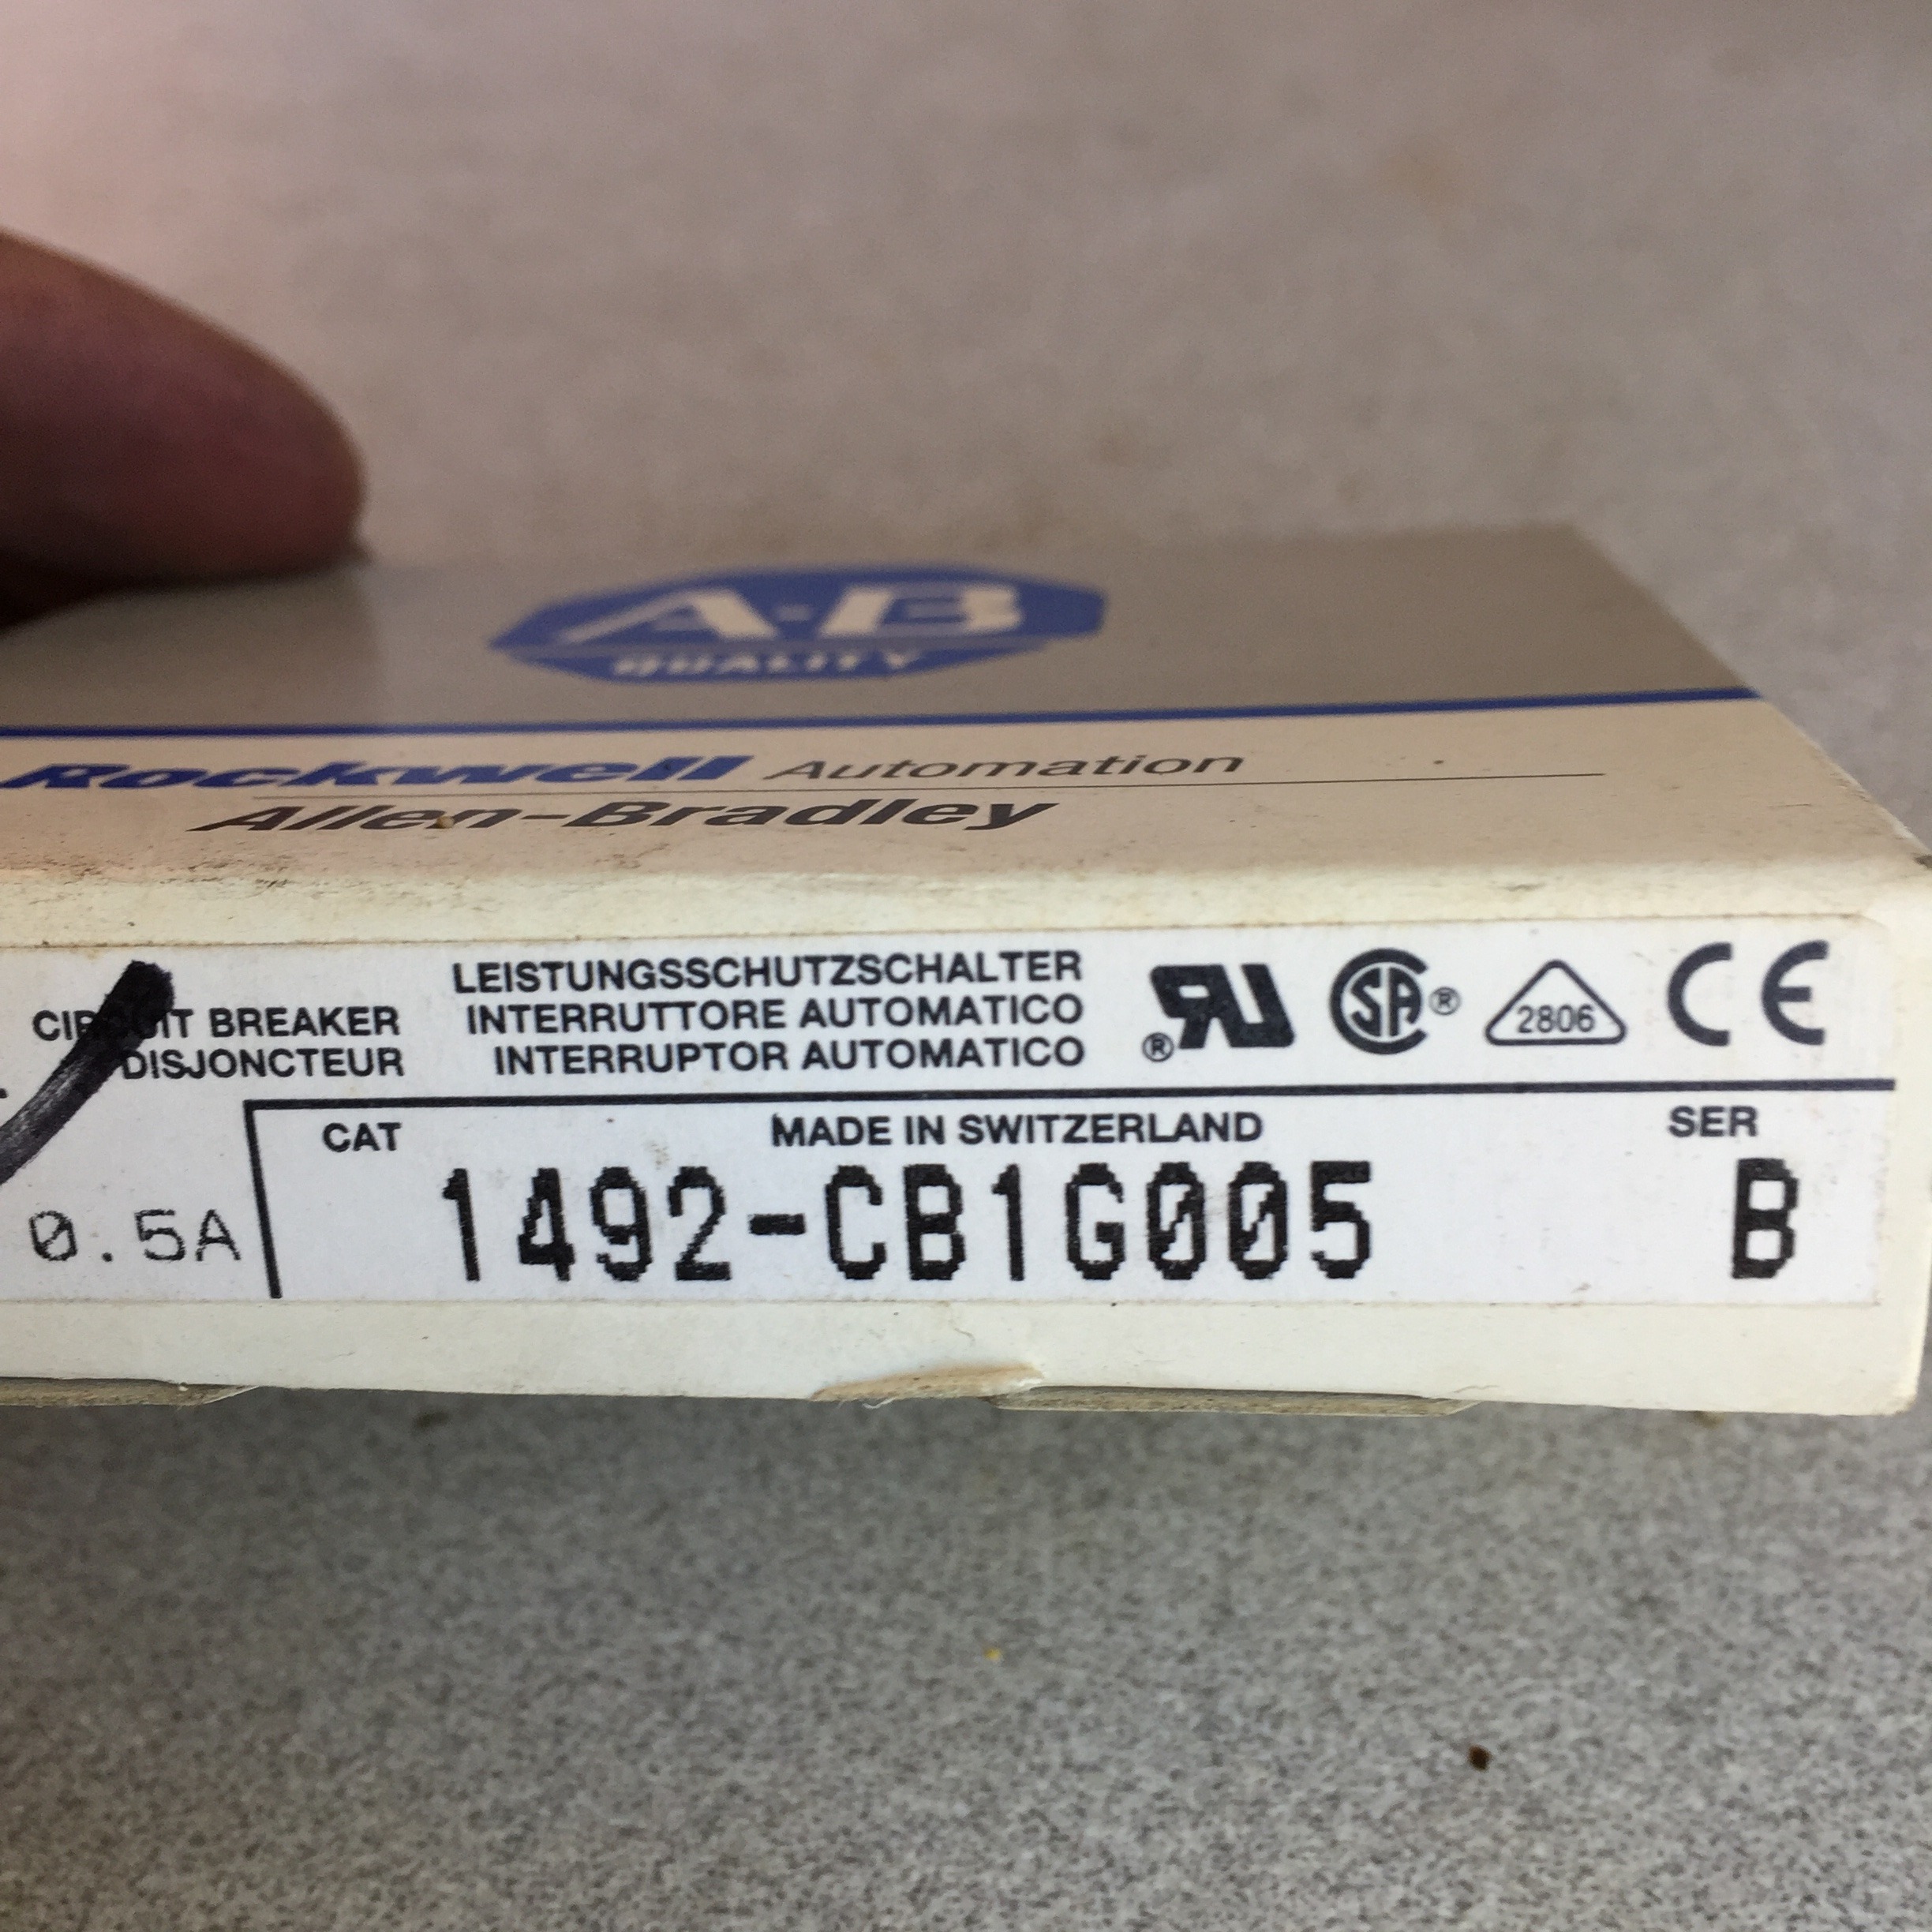 A·B
QUALITY
Rockwell Automation
Allen-Bradley
CIRCUIT BREAKER
DISJONCTEUR
LEISTUNGSSCHUTZSCHALTER
INTERRUTTORE AUTOMATICO
INTERRUPTOR AUTOMATICO
®
SA®
2806
CE
0.5A
CAT
MADE IN SWITZERLAND
SER
1492-CB1G005
B